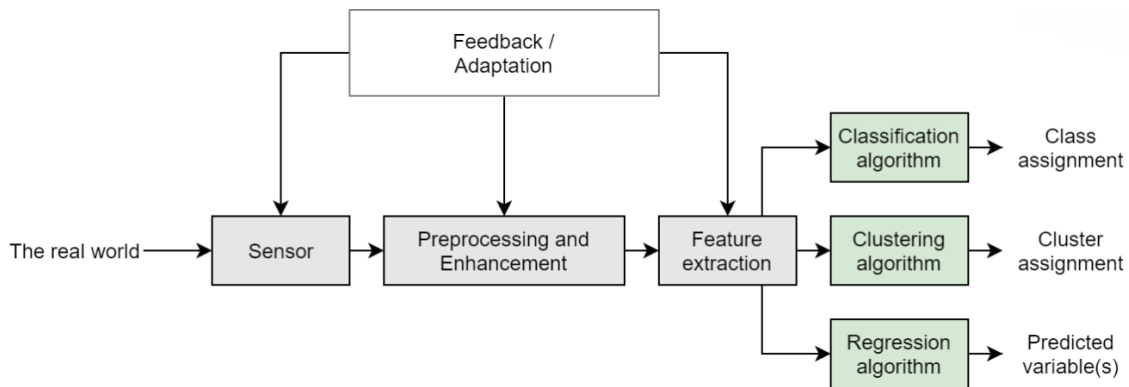 Feedback /
Adaptation
Classification
algorithm
Class
assignment
The real world
Sensor
Preprocessing and
Enhancement
Feature
extraction
Clustering
algorithm
Cluster
assignment
Regression
algorithm
Predicted
variable(s)